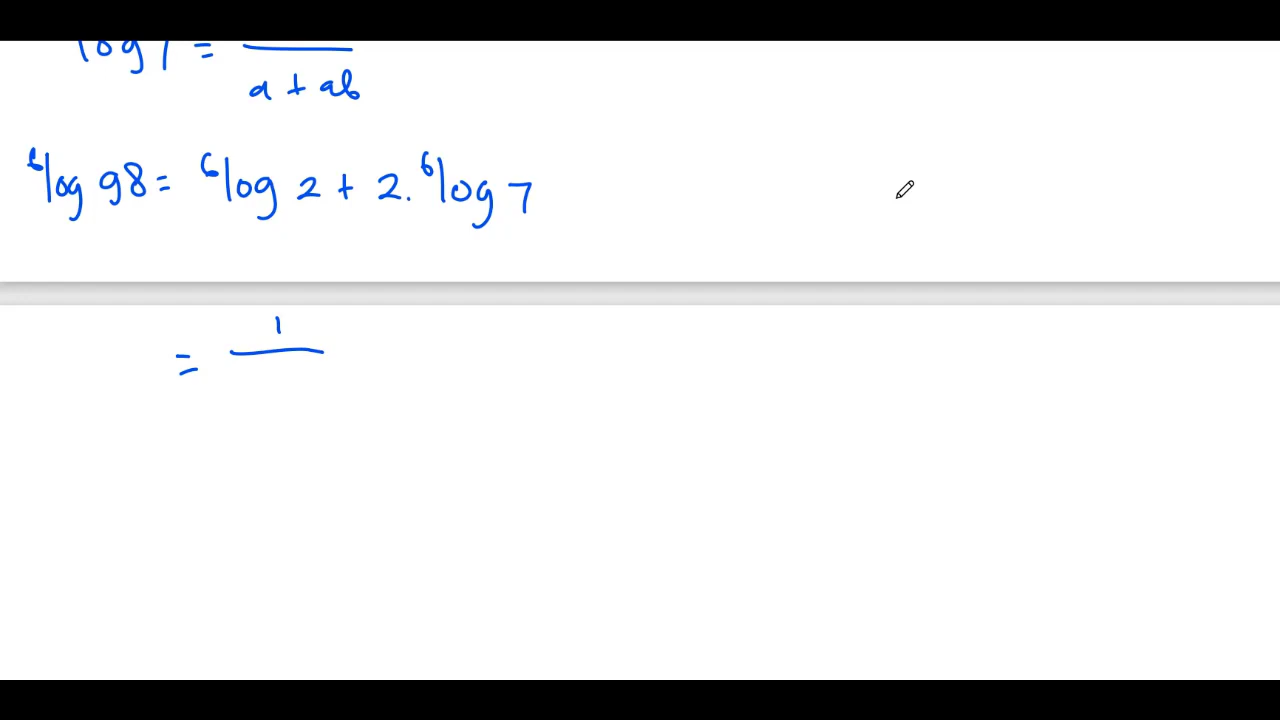 log 7 = ―
a + ab
⁶log 98 = ⁶log 2 + 2 . ⁶log 7
= 1/